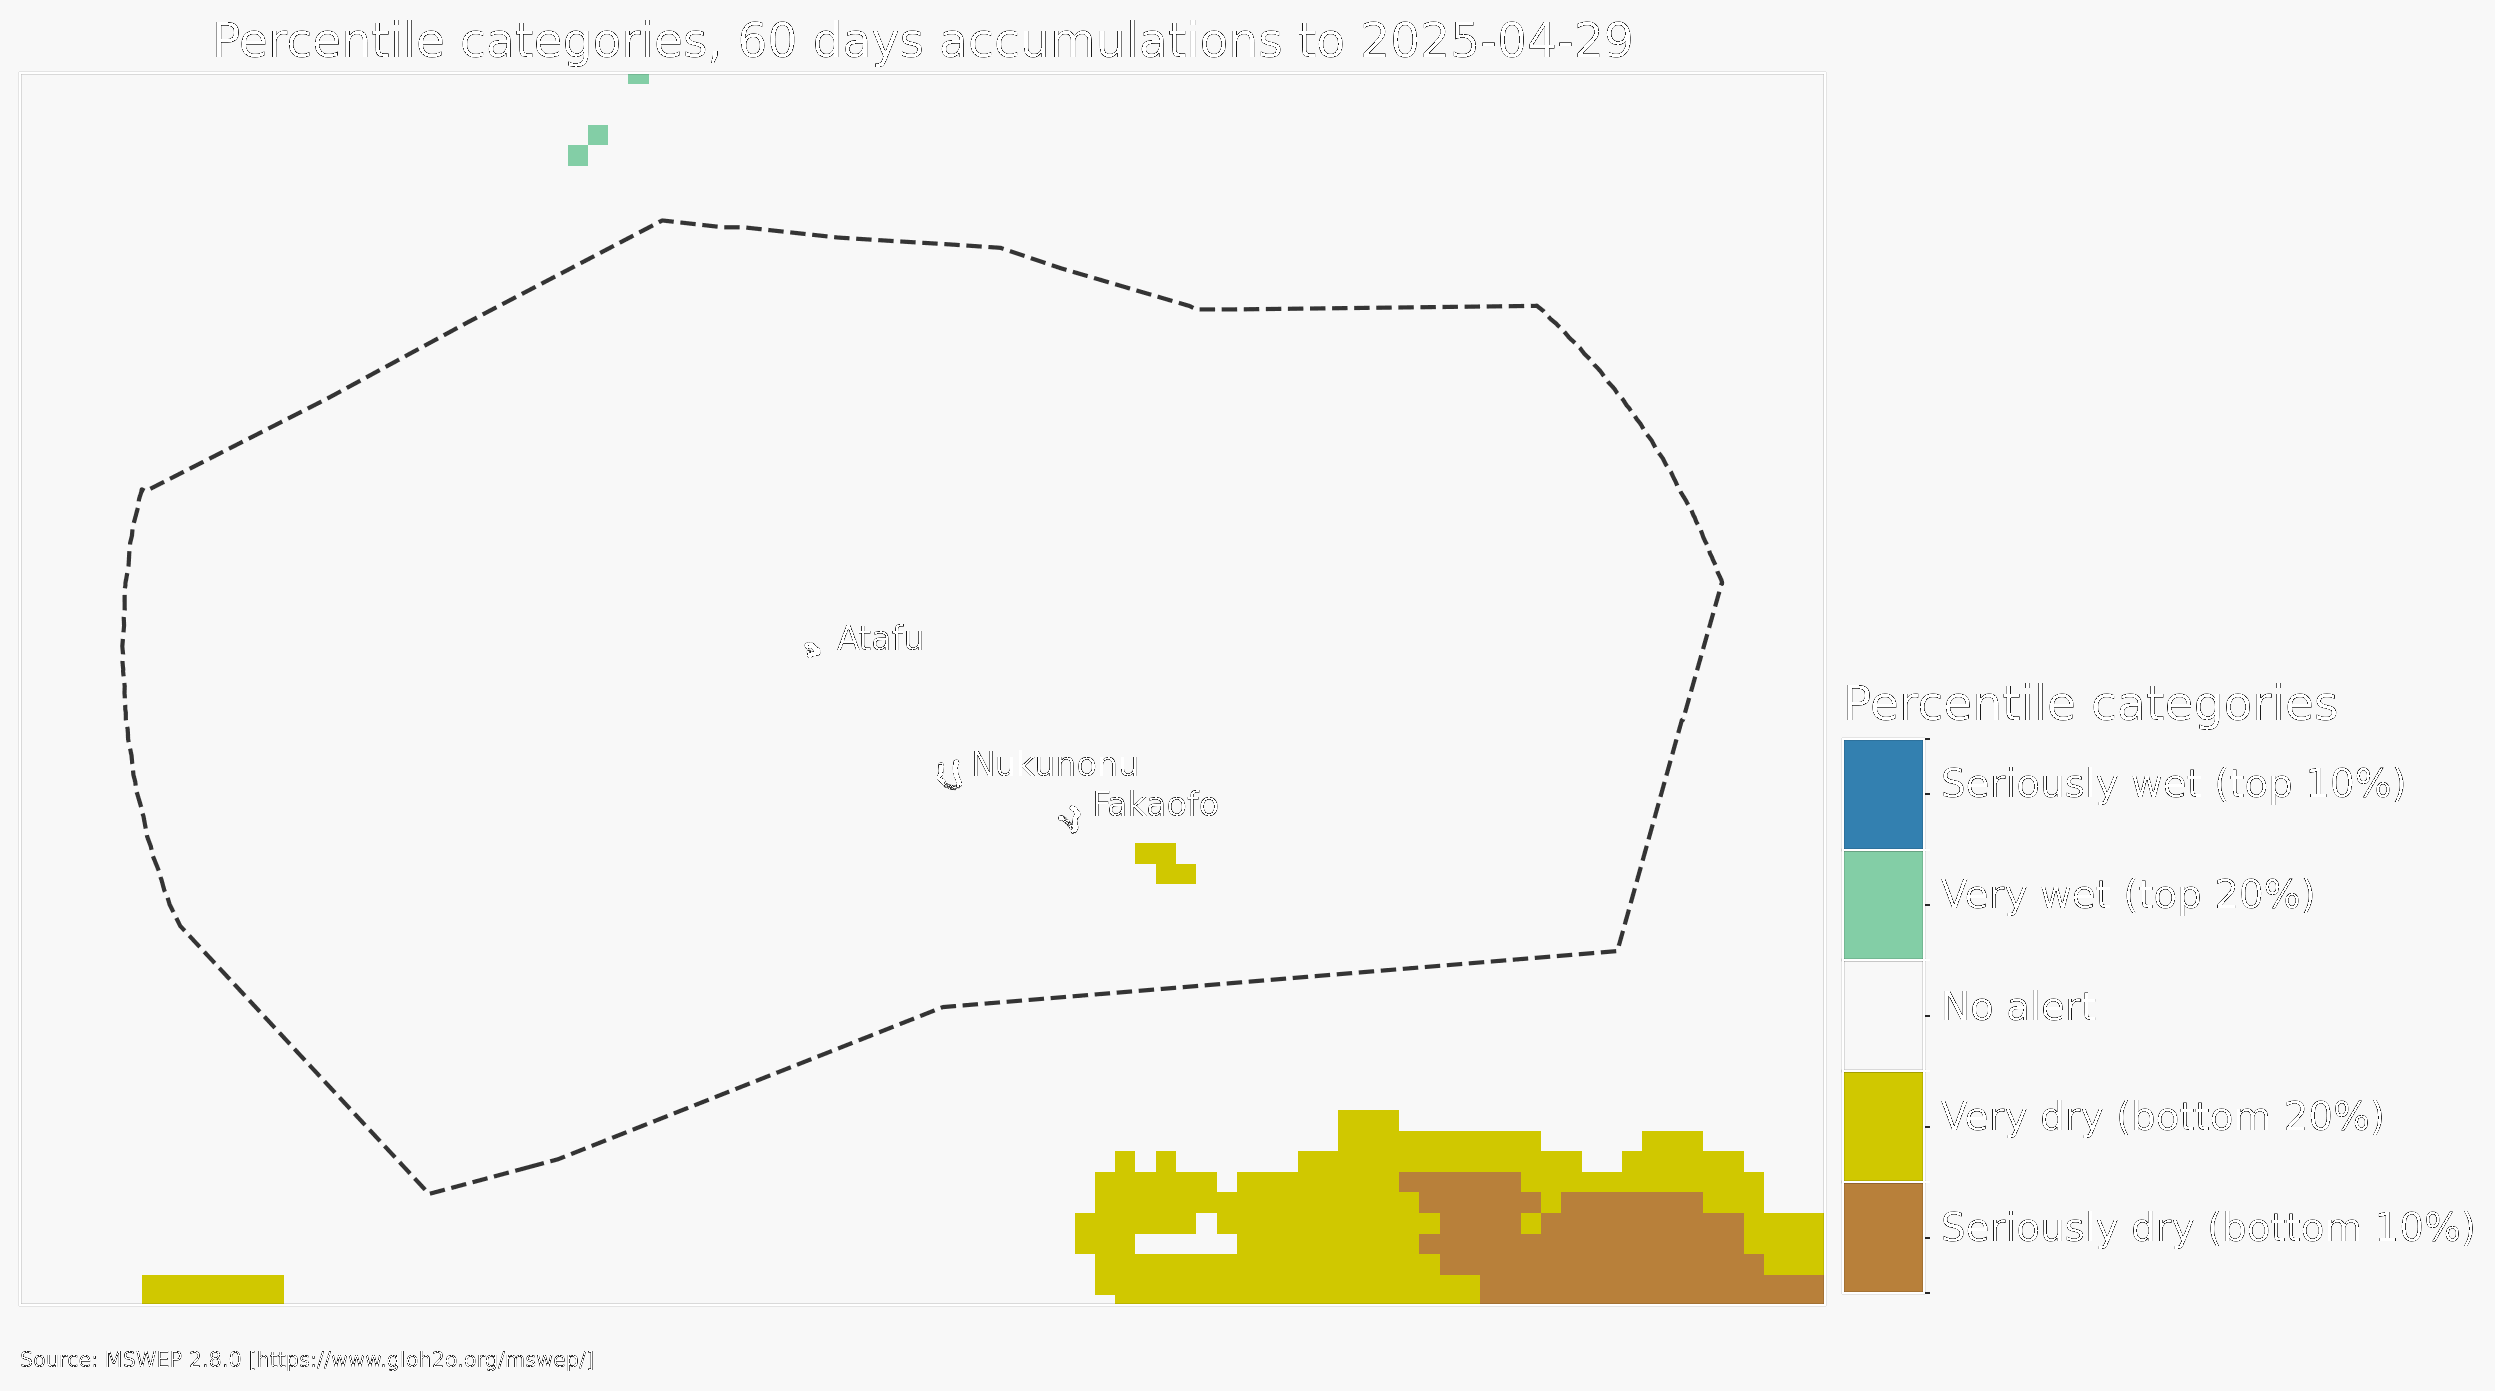 Percentile categories, 60 days accumulations to 2025-04-29
Atafu
Nukunonu
Fakaofo
Percentile categories
Seriously wet (top 10%)
Very wet (top 20%)
No alert
Very dry (bottom 20%)
Seriously dry (bottom 10%)
Source: MSWEP 2.8.0 [https://www.gloh2o.org/mswep/]